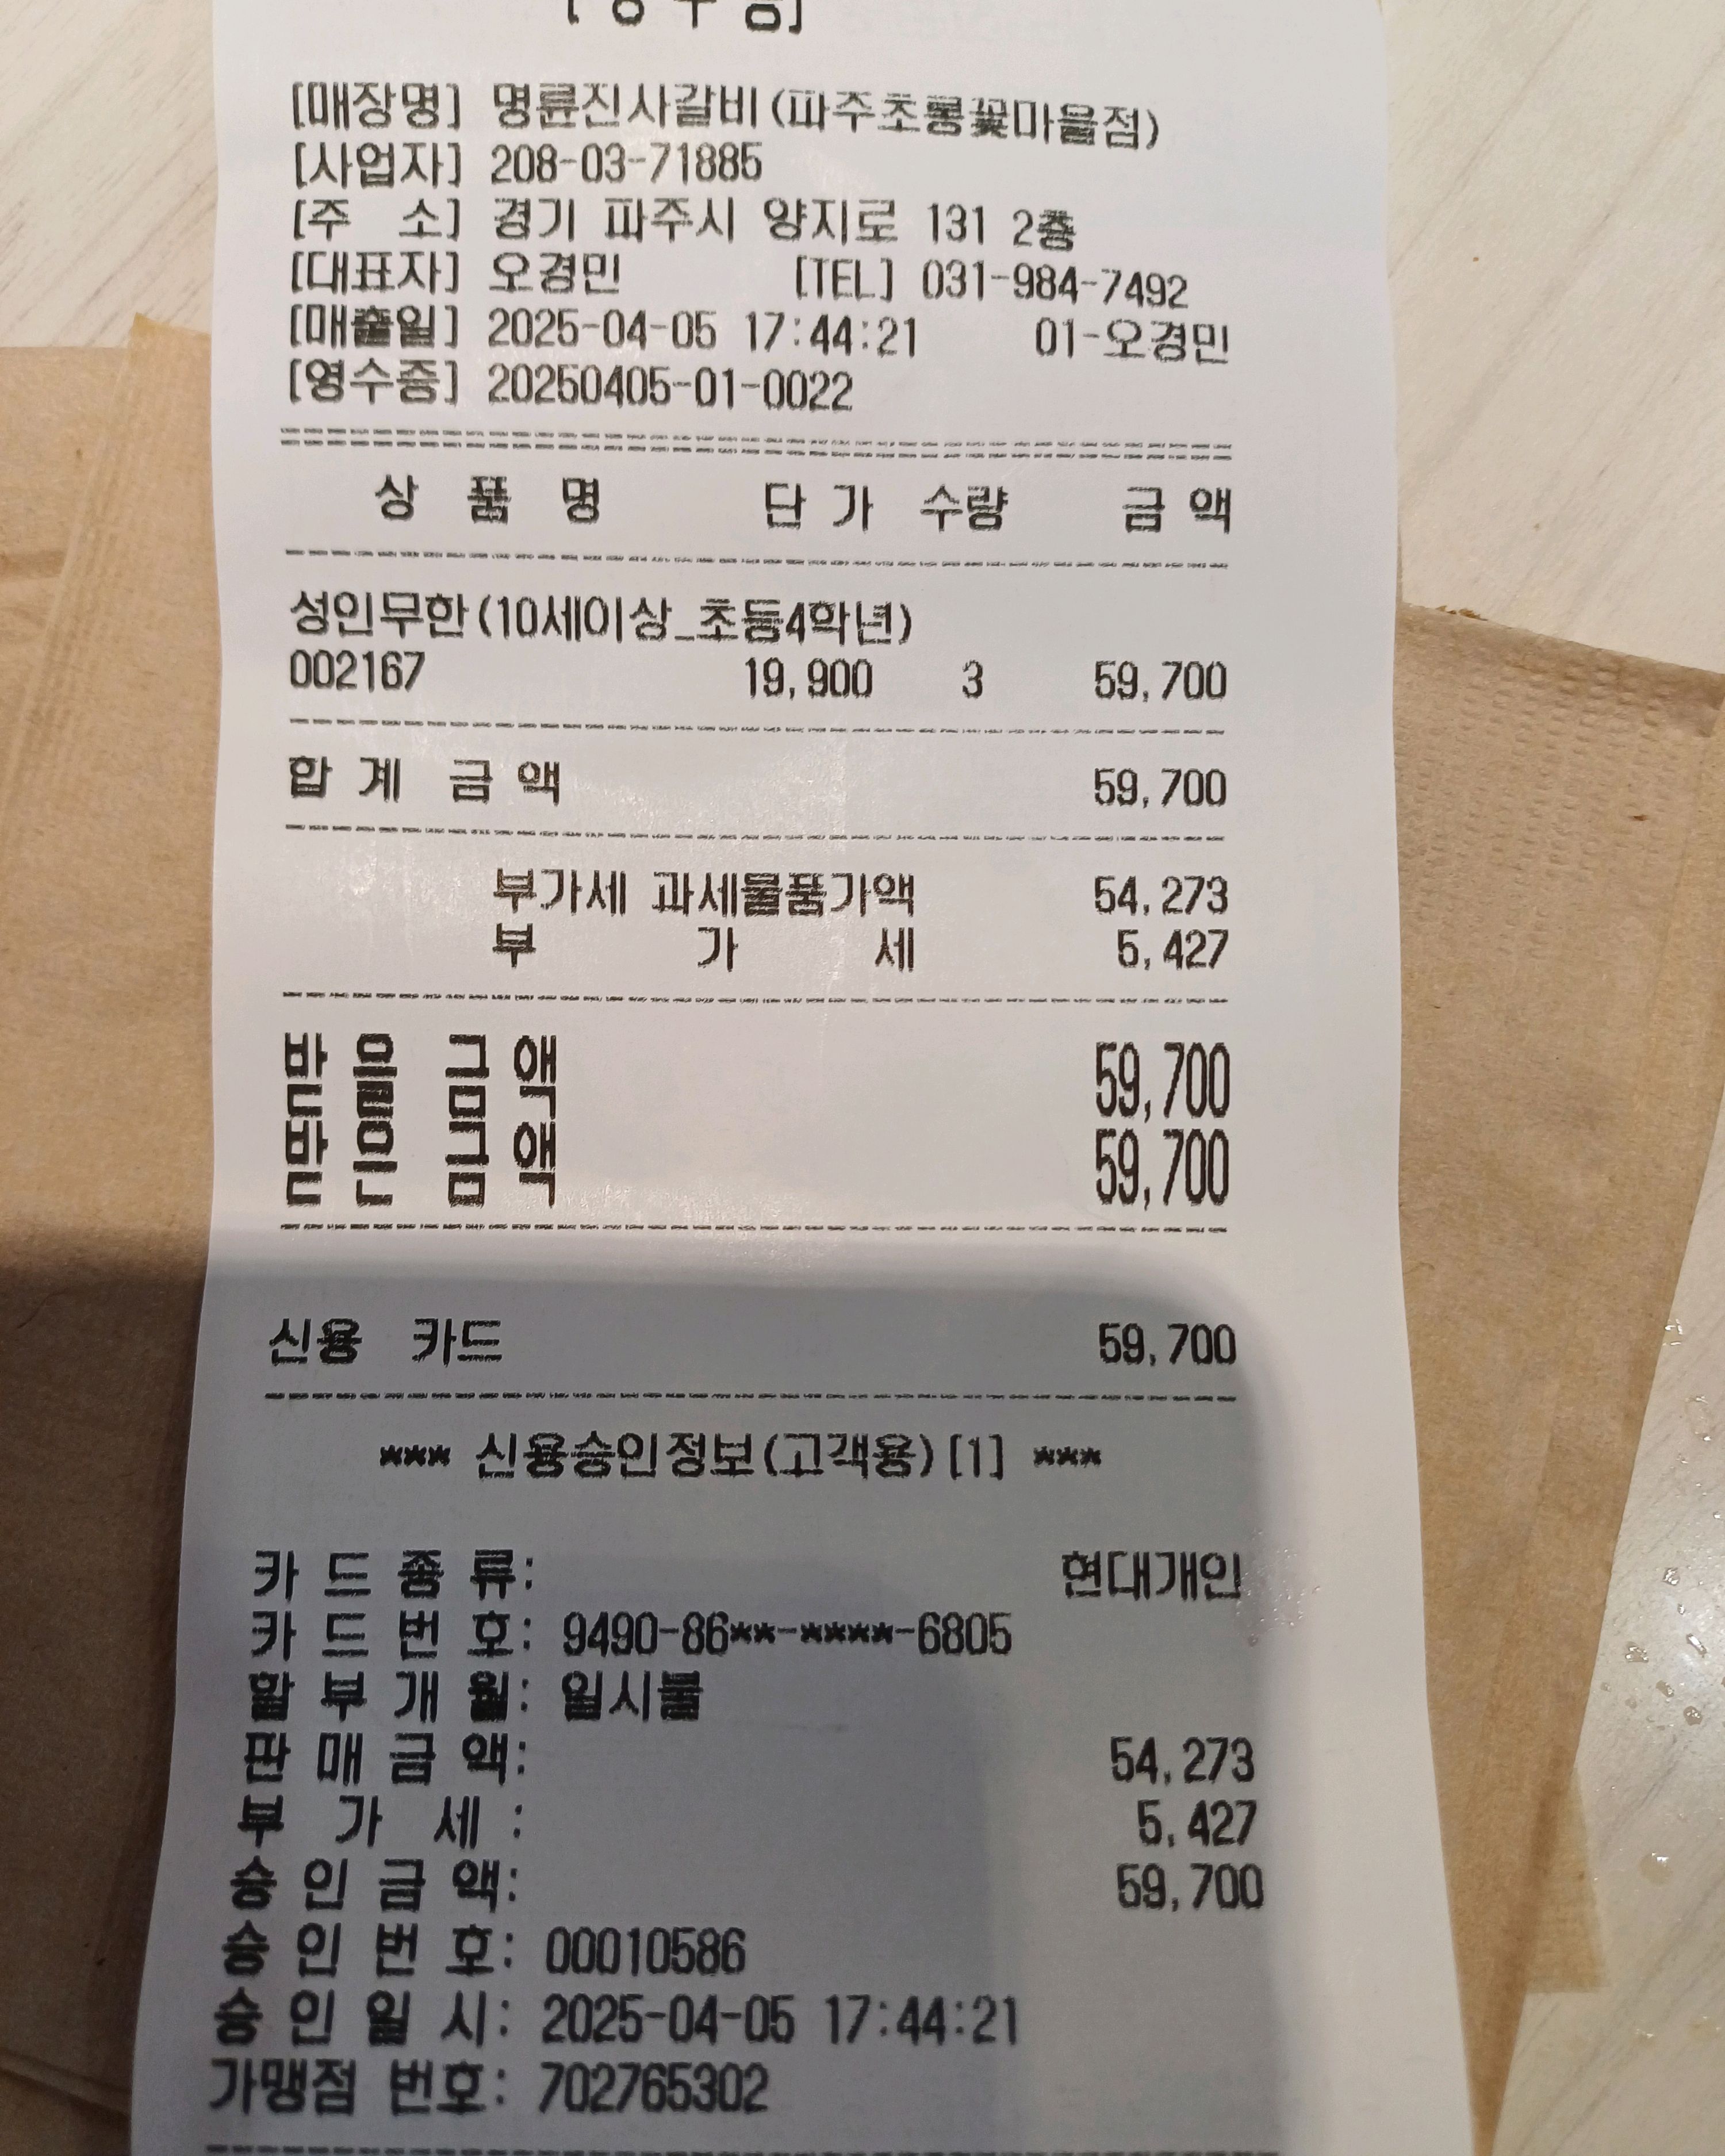 [영수증]
[매장명] 명륜진사갈비(파주초롱꽃마을점)
[사업자] 208-03-71885
[주 소] 경기 파주시 양지로 131 2층
[대표자] 오경민 [TEL] 031-984-7492
[매출일] 2025-04-05 17:44:21 01-오경민
[영수증] 20250405-01-0022
상 품 명 단 가 수량 금 액
성인무한(10세이상_초등4학년)
002167 19,900 3 59,700
합 계 금 액 59,700
부가세 과세물품가액 54,273
부 가 세 5,427
받 을 금 액 59,700
받 은 금 액 59,700
신용 카드 59,700
*** 신용승인정보(고객용)[1] ***
카 드 종 류: 현대개인
카 드 번 호: 9490-86**-****-6805
할 부 개 월: 일시불
판 매 금 액: 54,273
부 가 세 : 5,427
승 인 금 액: 59,700
승 인 번 호: 00010586
승 인 일 시: 2025-04-05 17:44:21
가맹점 번호: 702765302